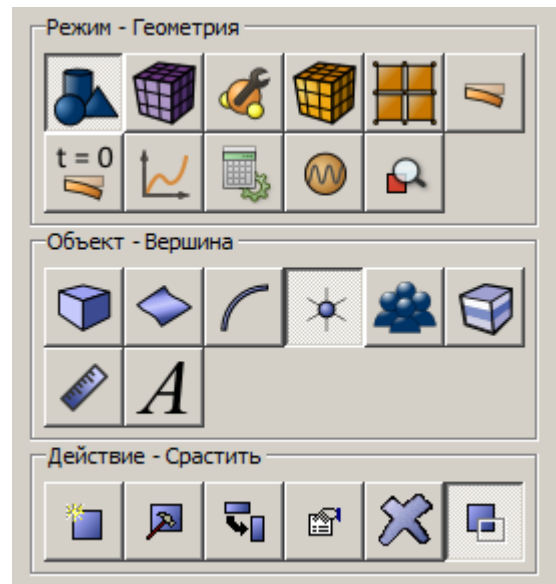 Режим - Геометрия
t = 0
Объект - Вершина
A
Действие - Срастить